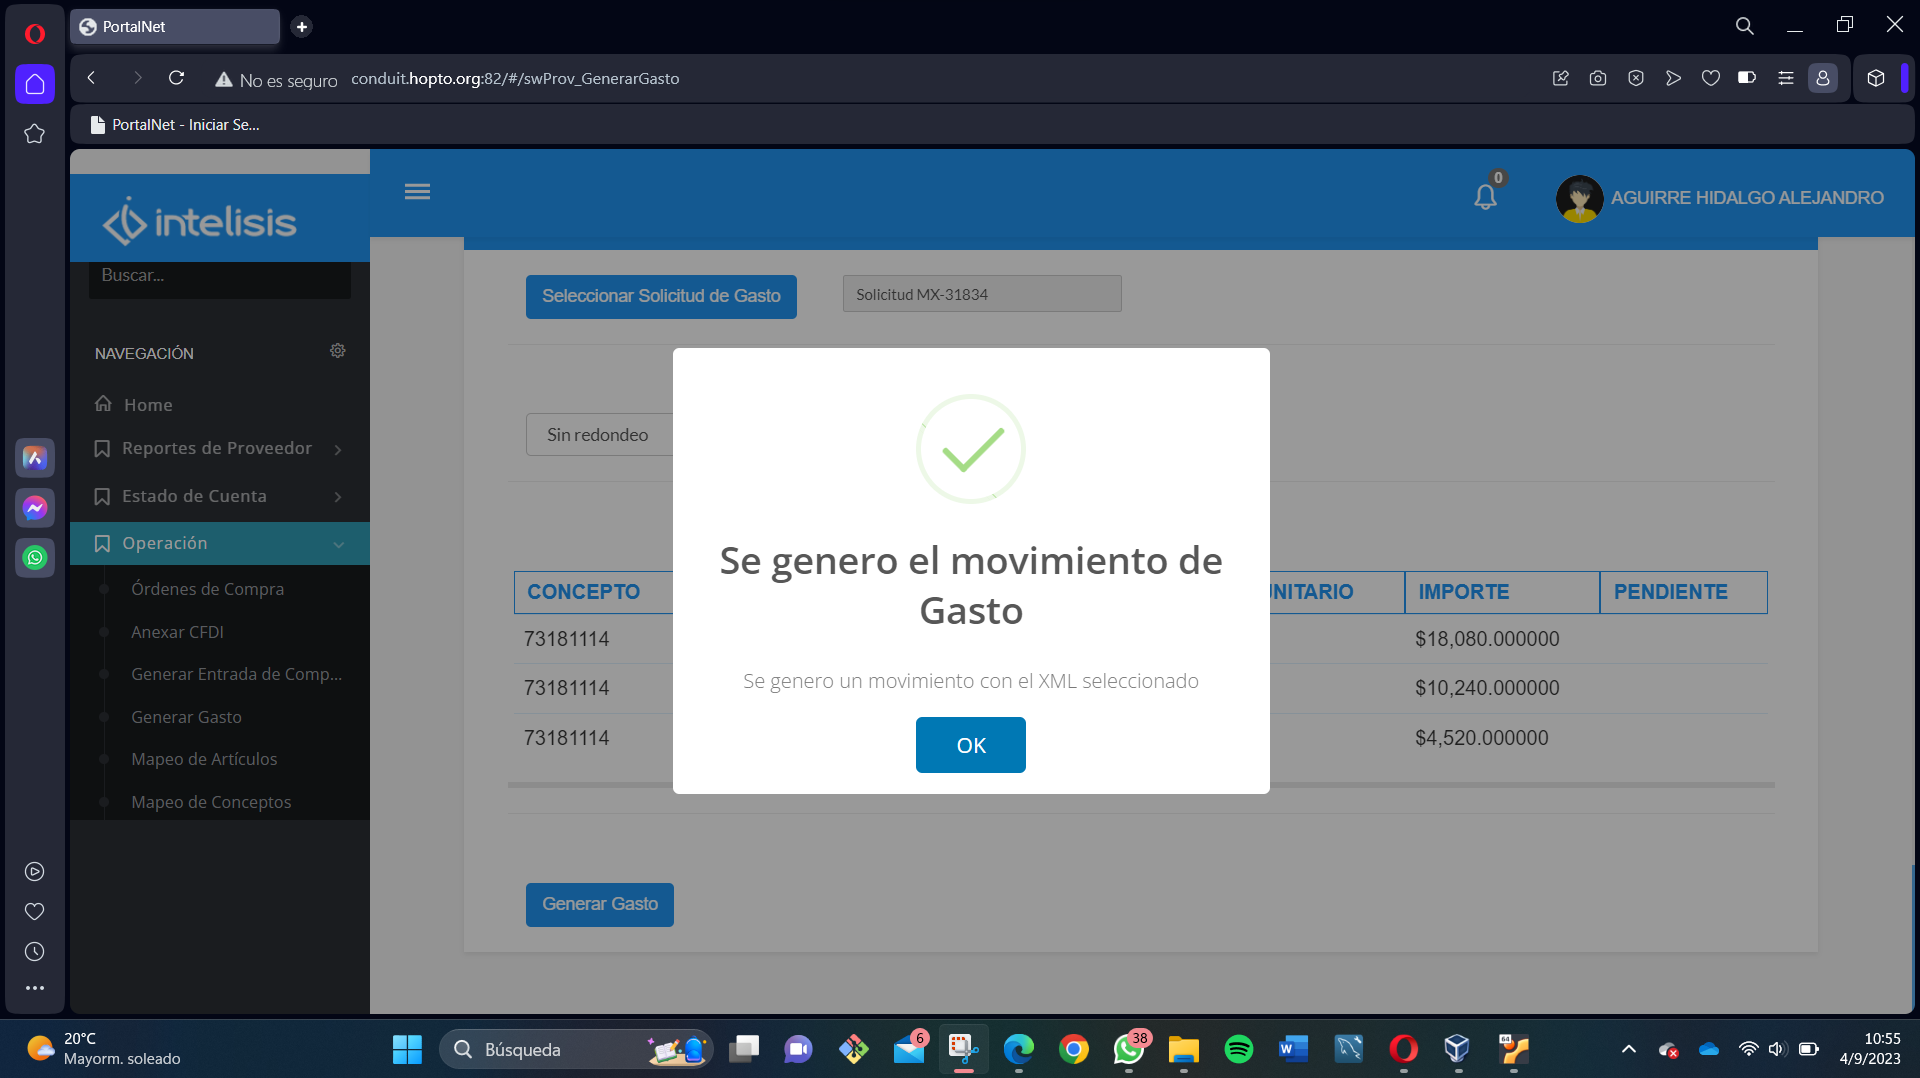 PortalNet
No es seguro conduit.hopto.org:82/#/swProv_GenerarGasto
PortalNet - Iniciar Se...
intelisis
0
AGUIRRE HIDALGO ALEJANDRO
Buscar...
Seleccionar Solicitud de Gasto
Solicitud MX-31834
NAVEGACIÓN
Home
Reportes de Proveedor
Estado de Cuenta
Operación
Órdenes de Compra
Anexar CFDI
Generar Entrada de Comp...
Generar Gasto
Mapeo de Artículos
Mapeo de Conceptos
Sin redondeo
Se genero el movimiento de
Gasto
Se genero un movimiento con el XML seleccionado
OK
CONCEPTO NITARIO IMPORTE PENDIENTE
73181114 $18,080.000000
73181114 $10,240.000000
73181114 $4,520.000000
Generar Gasto
20°C
Mayorm. soleado
Búsqueda
6
38
64
10:55
4/9/2023